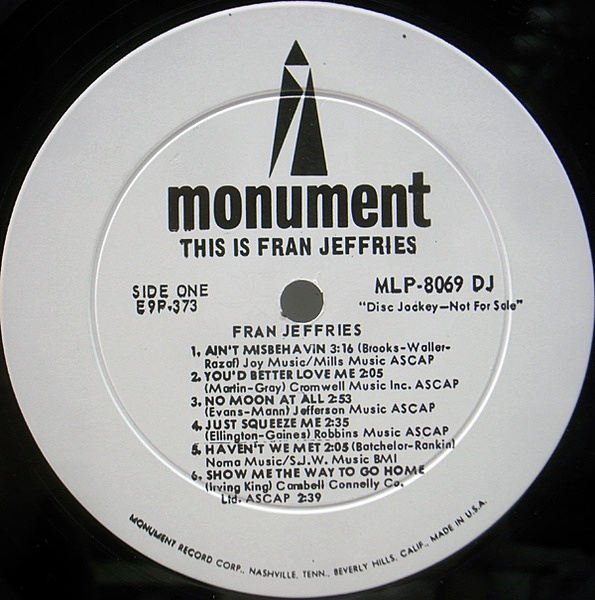 monument
THIS IS FRAN JEFFRIES
SIDE ONE
E9P-373
MLP-8069 DJ
"Disc Jockey—Not For Sale"
FRAN JEFFRIES
1. AIN'T MISBEHAVIN 3:16 (Brooks-Waller-
Razaf) Joy Music/Mills Music ASCAP
2. YOU'D BETTER LOVE ME 2:05
(Martin-Gray) Cromwell Music Inc. ASCAP
3. NO MOON AT ALL 2:53
(Evans-Mann) Jefferson Music ASCAP
4. JUST SQUEEZE ME 2:35
(Ellington-Gaines) Robbins Music ASCAP
5. HAVEN'T WE MET 2:05 (Batchelor-Rankin)
Noma Music/S.J.W. Music BMI
6. SHOW ME THE WAY TO GO HOME
(Irving King) Cambell Connelly Co.
Ltd. ASCAP 2:39
MONUMENT RECORD CORP., NASHVILLE, TENN., BEVERLY HILLS, CALIF., MADE IN U.S.A.